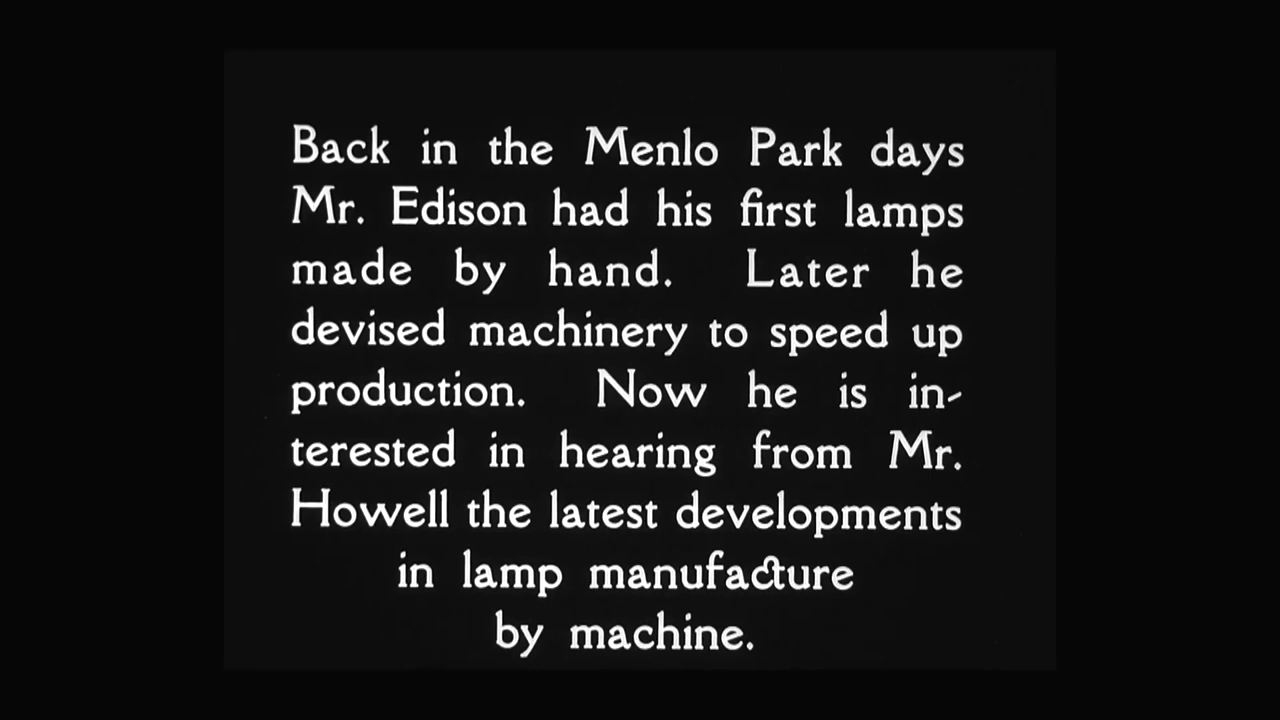 Back in the Menlo Park days
Mr. Edison had his first lamps
made by hand. Later he
devised machinery to speed up
production. Now he is in-
terested in hearing from Mr.
Howell the latest developments
in lamp manufacture
by machine.